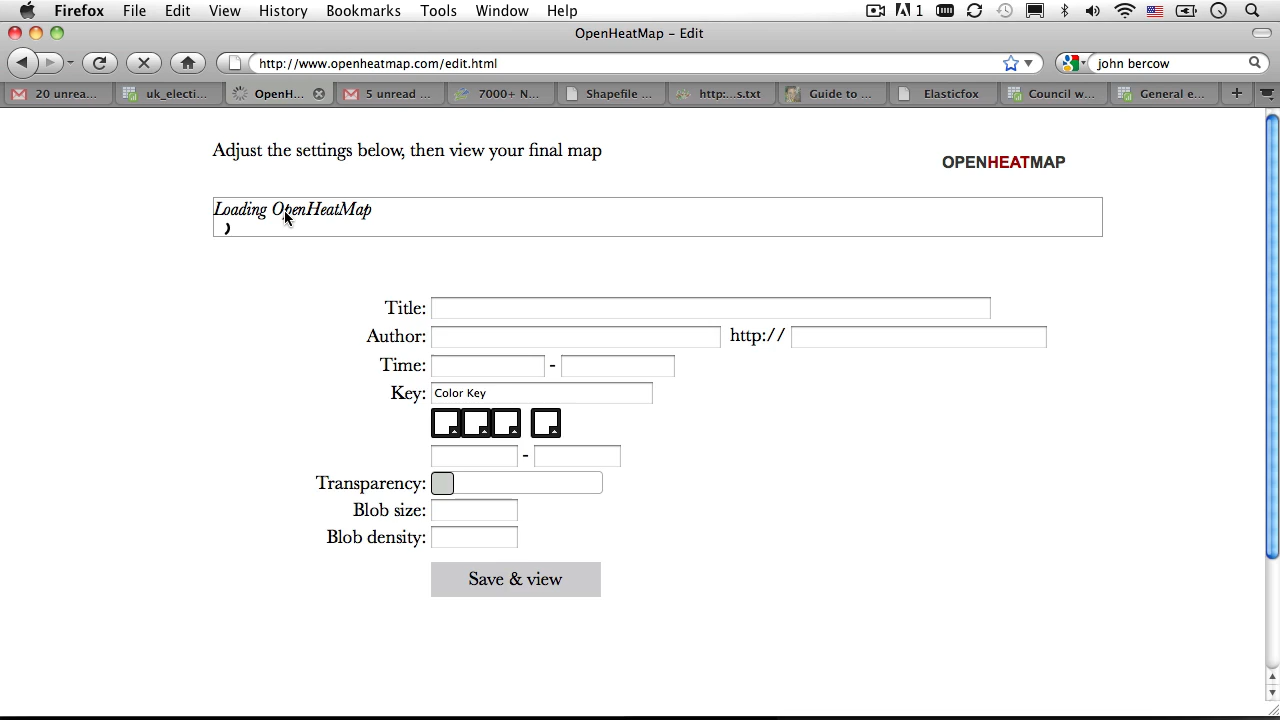 Firefox File Edit View History Bookmarks Tools Window Help
1
OpenHeatMap – Edit
http://www.openheatmap.com/edit.html
john bercow
20 unrea...
uk_electi...
OpenH...
5 unread ...
7000+ N...
Shapefile ...
http:...s.txt
Guide to ...
Elasticfox
Council w...
General e...
Adjust the settings below, then view your final map
OPENHEATMAP
Loading OpenHeatMap
Title:
Author:
http://
Time:
-
Key: Color Key
-
Transparency:
Blob size:
Blob density:
Save & view